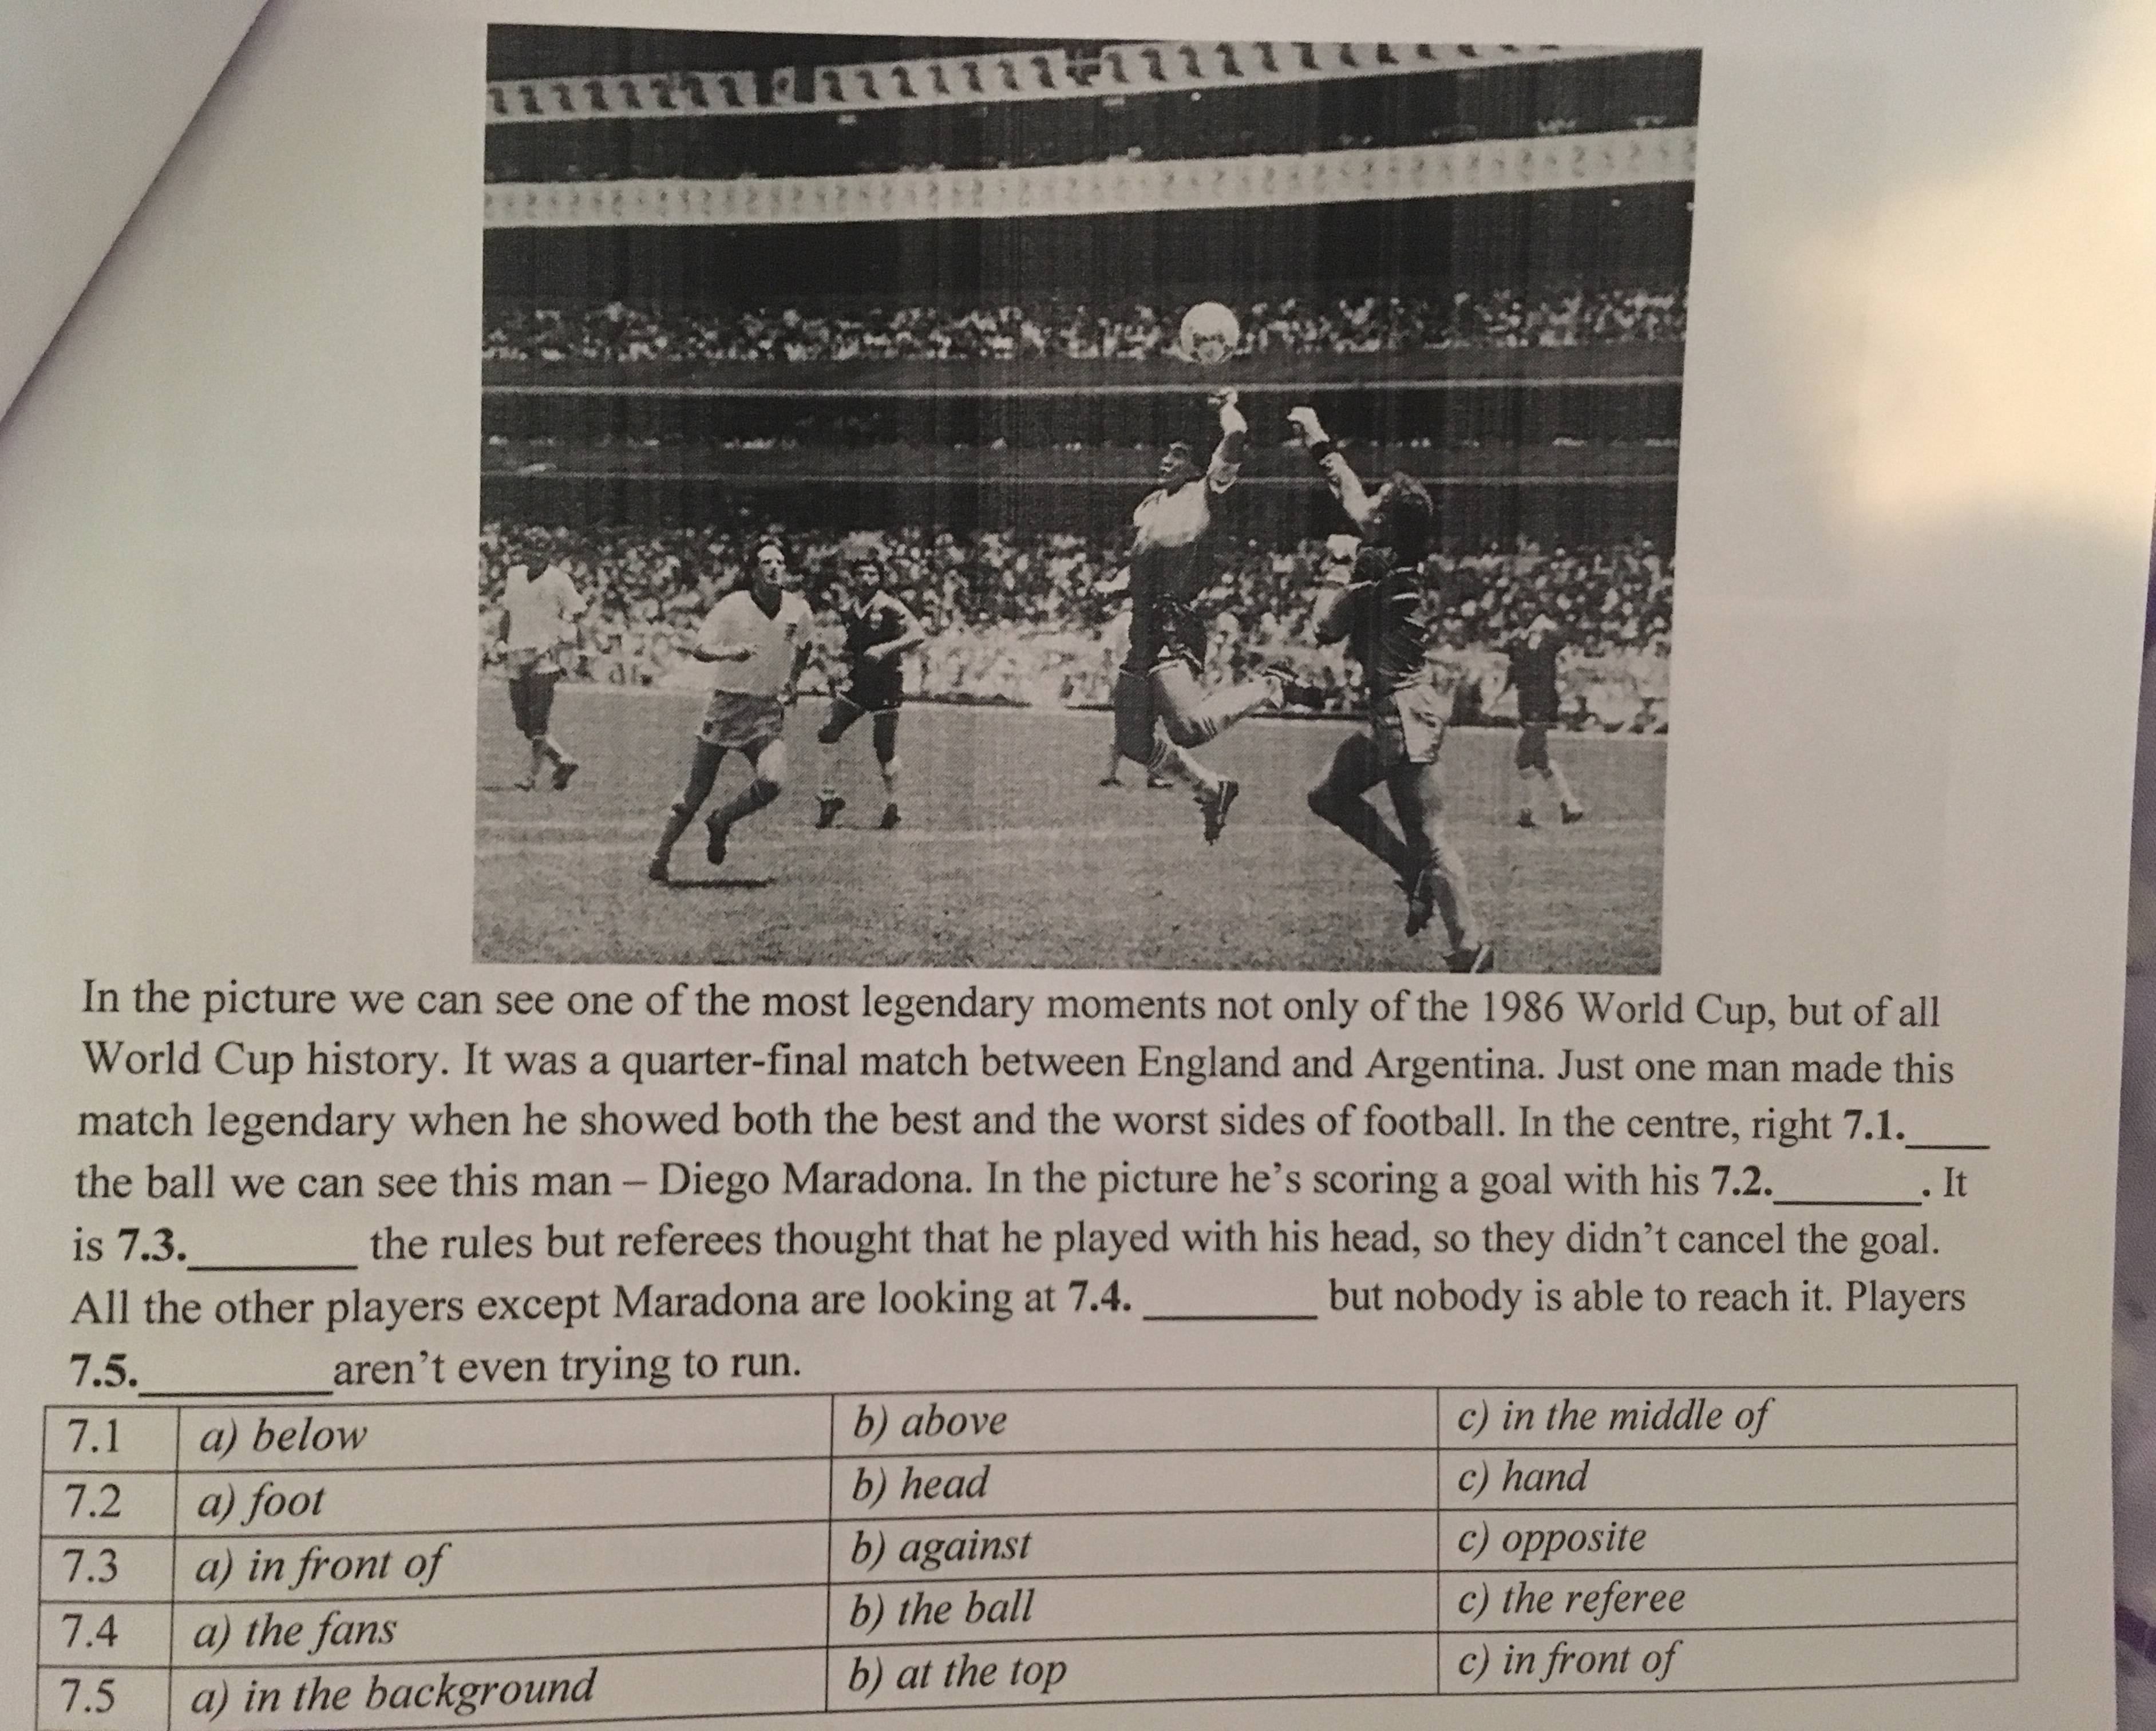 In the picture we can see one of the most legendary moments not only of the 1986 World Cup, but of all
World Cup history. It was a quarter-final match between England and Argentina. Just one man made this
match legendary when he showed both the best and the worst sides of football. In the centre, right 7.1.____
the ball we can see this man – Diego Maradona. In the picture he's scoring a goal with his 7.2._______. It
is 7.3.________ the rules but referees thought that he played with his head, so they didn't cancel the goal.
All the other players except Maradona are looking at 7.4. ________ but nobody is able to reach it. Players
7.5._________aren't even trying to run.
7.1 a) below b) above c) in the middle of
7.2 a) foot b) head c) hand
7.3 a) in front of b) against c) opposite
7.4 a) the fans b) the ball c) the referee
7.5 a) in the background b) at the top c) in front of